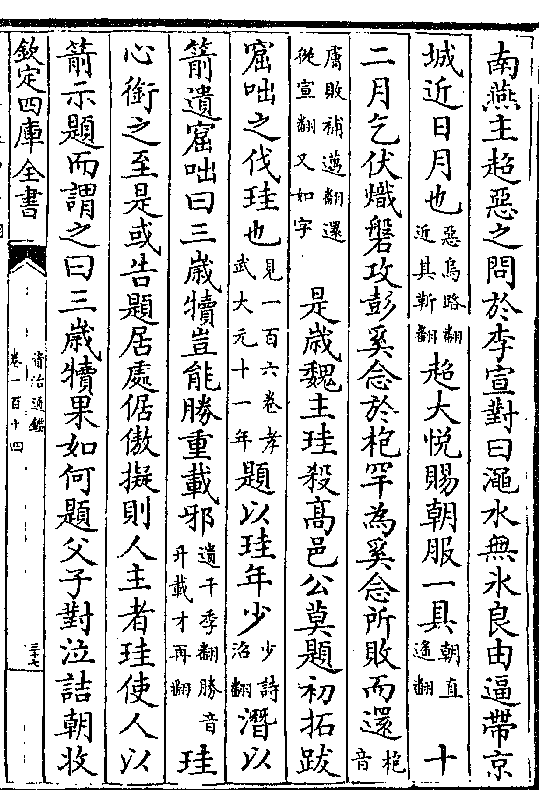 南燕主超惡之問於李宣對曰澠水無氷良由逼帶京
城近日月也惡烏路翻近其靳翻超大悅賜朝服一具朝直遙翻十
二月乞伏熾磐攻彭奚念於枹罕為奚念所敗而還枹音
膚敗補邁翻還從宣翻又如字是歲魏主珪殺高邑公莫題初拓跋
窟咄之伐珪也見一百六卷孝武大元十一年題以珪年少少詩沼翻潛以
箭遺窟咄曰三歲犢豈能勝重載邪遺于季翻勝音升載才再翻珪
心銜之至是或告題居處倨傲擬則人主者珪使人以
箭示題而謂之曰三歲犢果如何題父子對泣詰朝收
欽定四庫全書
資治通鑑
卷一百十四
三十七